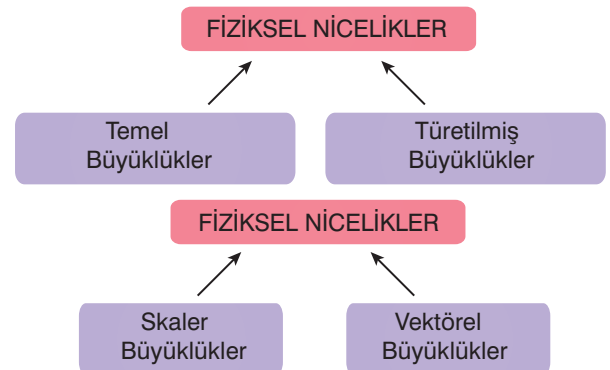 FİZİKSEL NİCELİKLER
Temel
Büyüklükler
Türetilmiş
Büyüklükler
FİZİKSEL NİCELİKLER
Skaler
Büyüklükler
Vektörel
Büyüklükler